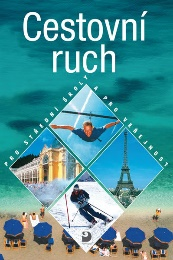 Cestovní
ruch
PRO STŘEDNÍ ŠKOLY A PRO VEŘEJNOST
F